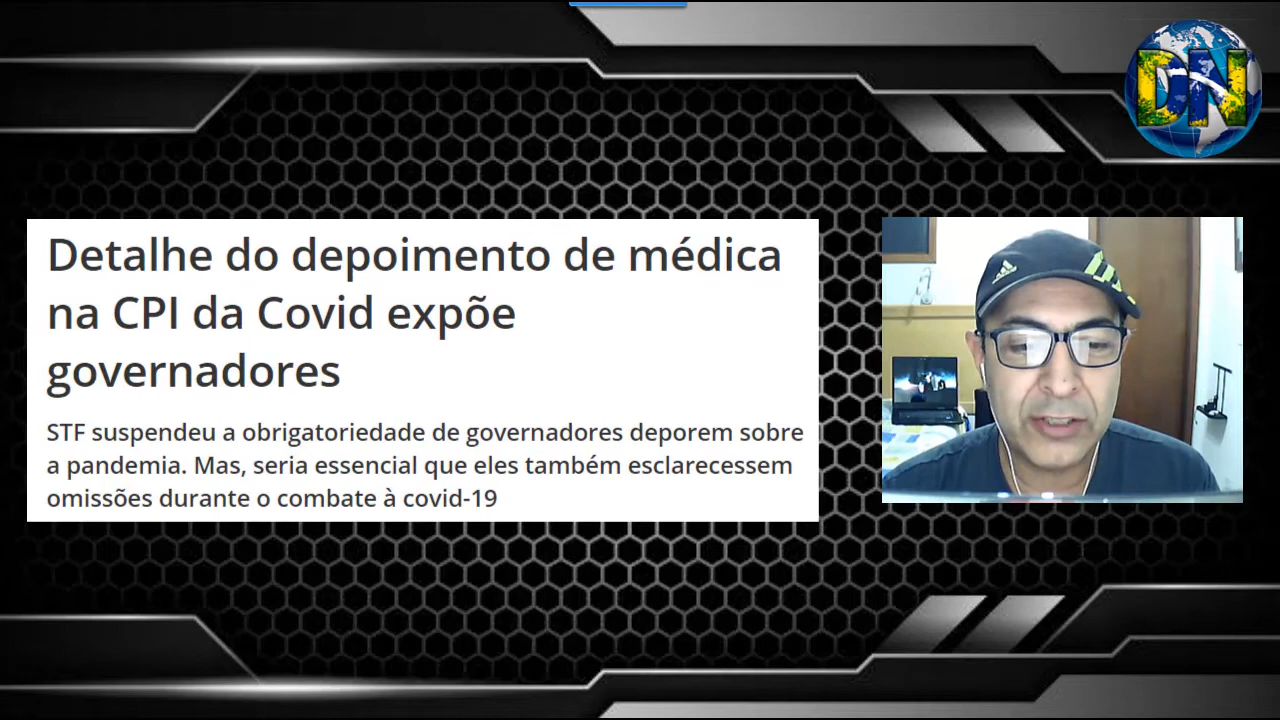 Detalhe do depoimento de médica
na CPI da Covid expõe
governadores
STF suspendeu a obrigatoriedade de governadores deporem sobre
a pandemia. Mas, seria essencial que eles também esclarecessem
omissões durante o combate à covid-19
DN